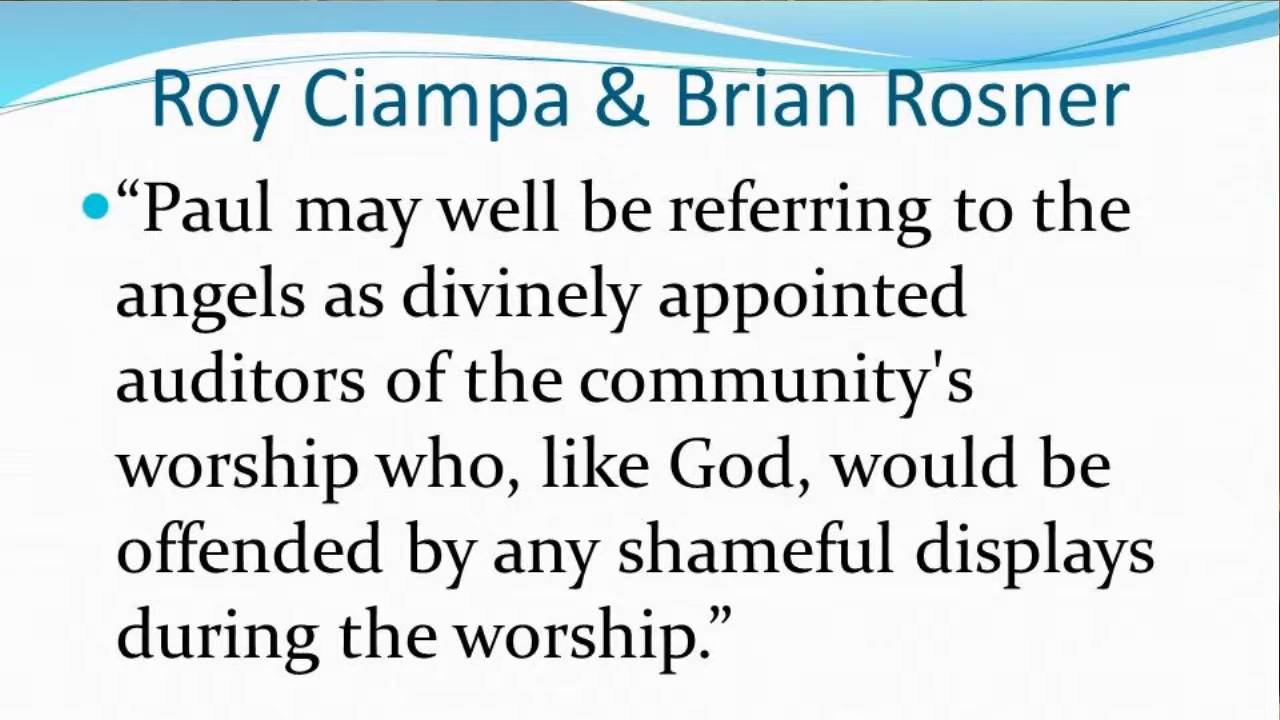 Roy Ciampa & Brian Rosner
•“Paul may well be referring to the
angels as divinely appointed
auditors of the community's
worship who, like God, would be
offended by any shameful displays
during the worship.”